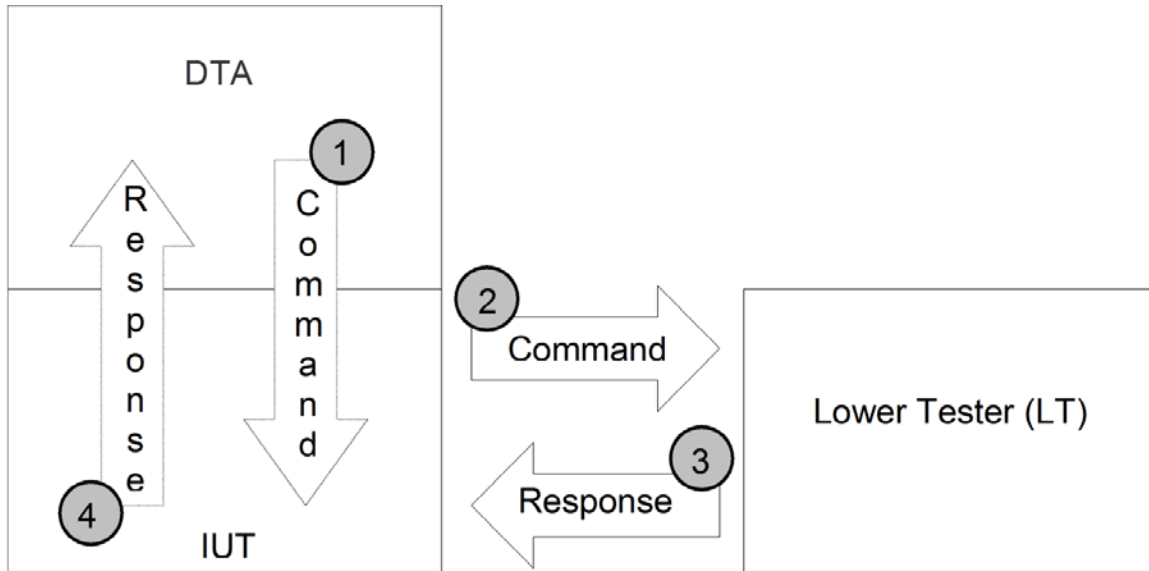 DTA
1
Command
Response
2
Command
Lower Tester (LT)
3
Response
4
IUT